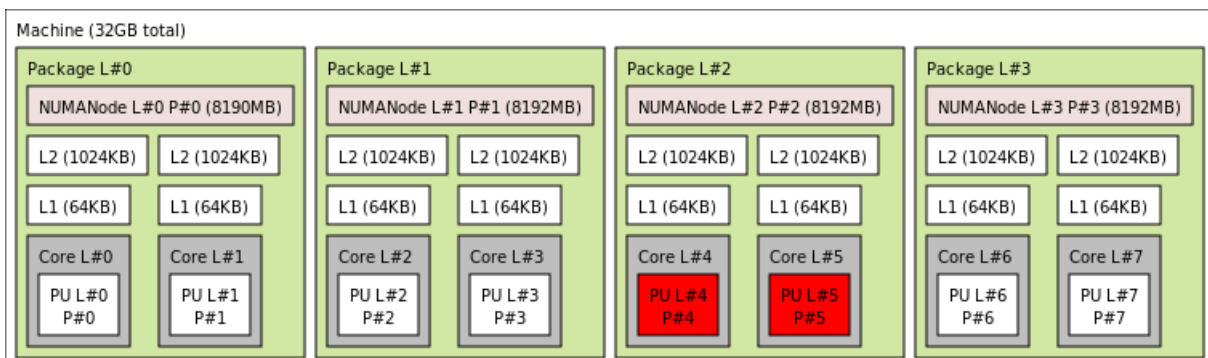 Machine (32GB total)
Package L#0
NUMANode L#0 P#0 (8190MB)
L2 (1024KB)
L2 (1024KB)
L1 (64KB)
L1 (64KB)
Core L#0
PU L#0
P#0
Core L#1
PU L#1
P#1
Package L#1
NUMANode L#1 P#1 (8192MB)
L2 (1024KB)
L2 (1024KB)
L1 (64KB)
L1 (64KB)
Core L#2
PU L#2
P#2
Core L#3
PU L#3
P#3
Package L#2
NUMANode L#2 P#2 (8192MB)
L2 (1024KB)
L2 (1024KB)
L1 (64KB)
L1 (64KB)
Core L#4
PU L#4
P#4
Core L#5
PU L#5
P#5
Package L#3
NUMANode L#3 P#3 (8192MB)
L2 (1024KB)
L2 (1024KB)
L1 (64KB)
L1 (64KB)
Core L#6
PU L#6
P#6
Core L#7
PU L#7
P#7